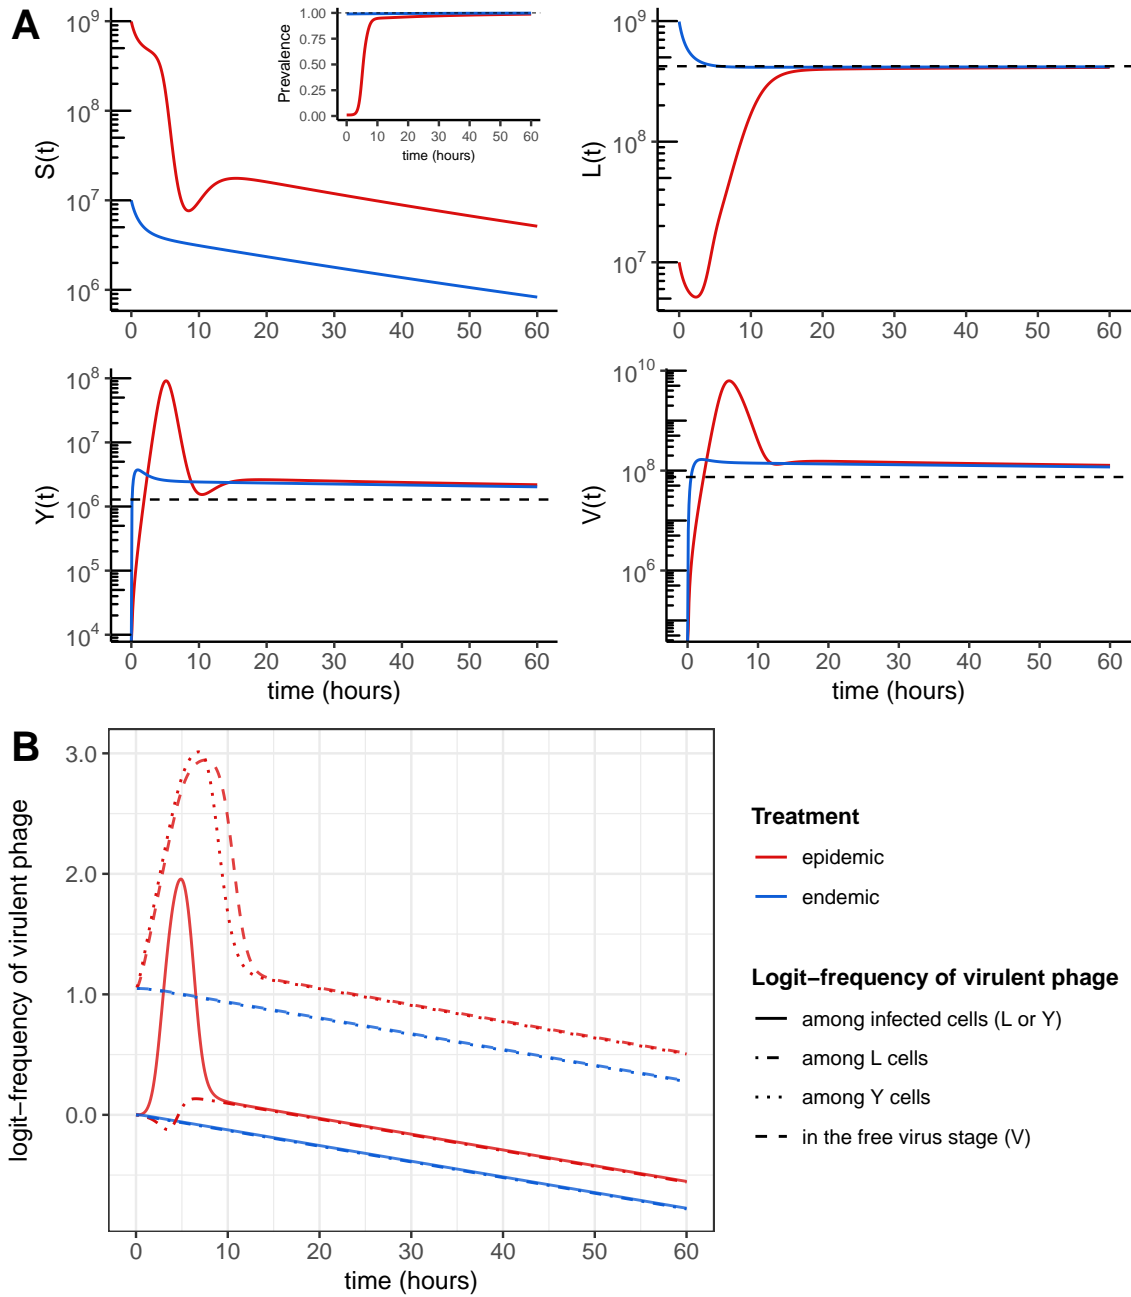 A
S(t)
10^9
10^8
10^7
10^6
0 10 20 30 40 50 60
Prevalence
1.00
0.75
0.50
0.25
0.00
0 10 20 30 40 50 60
time (hours)
L(t)
10^9
10^8
10^7
0 10 20 30 40 50 60
Y(t)
10^8
10^7
10^6
10^5
10^4
0 10 20 30 40 50 60
time (hours)
V(t)
10^10
10^8
10^6
0 10 20 30 40 50 60
time (hours)
B
logit−frequency of virulent phage
3.0
2.0
1.0
0.0
0 10 20 30 40 50 60
time (hours)
Treatment
epidemic
endemic
Logit−frequency of virulent phage
among infected cells (L or Y)
among L cells
among Y cells
in the free virus stage (V)